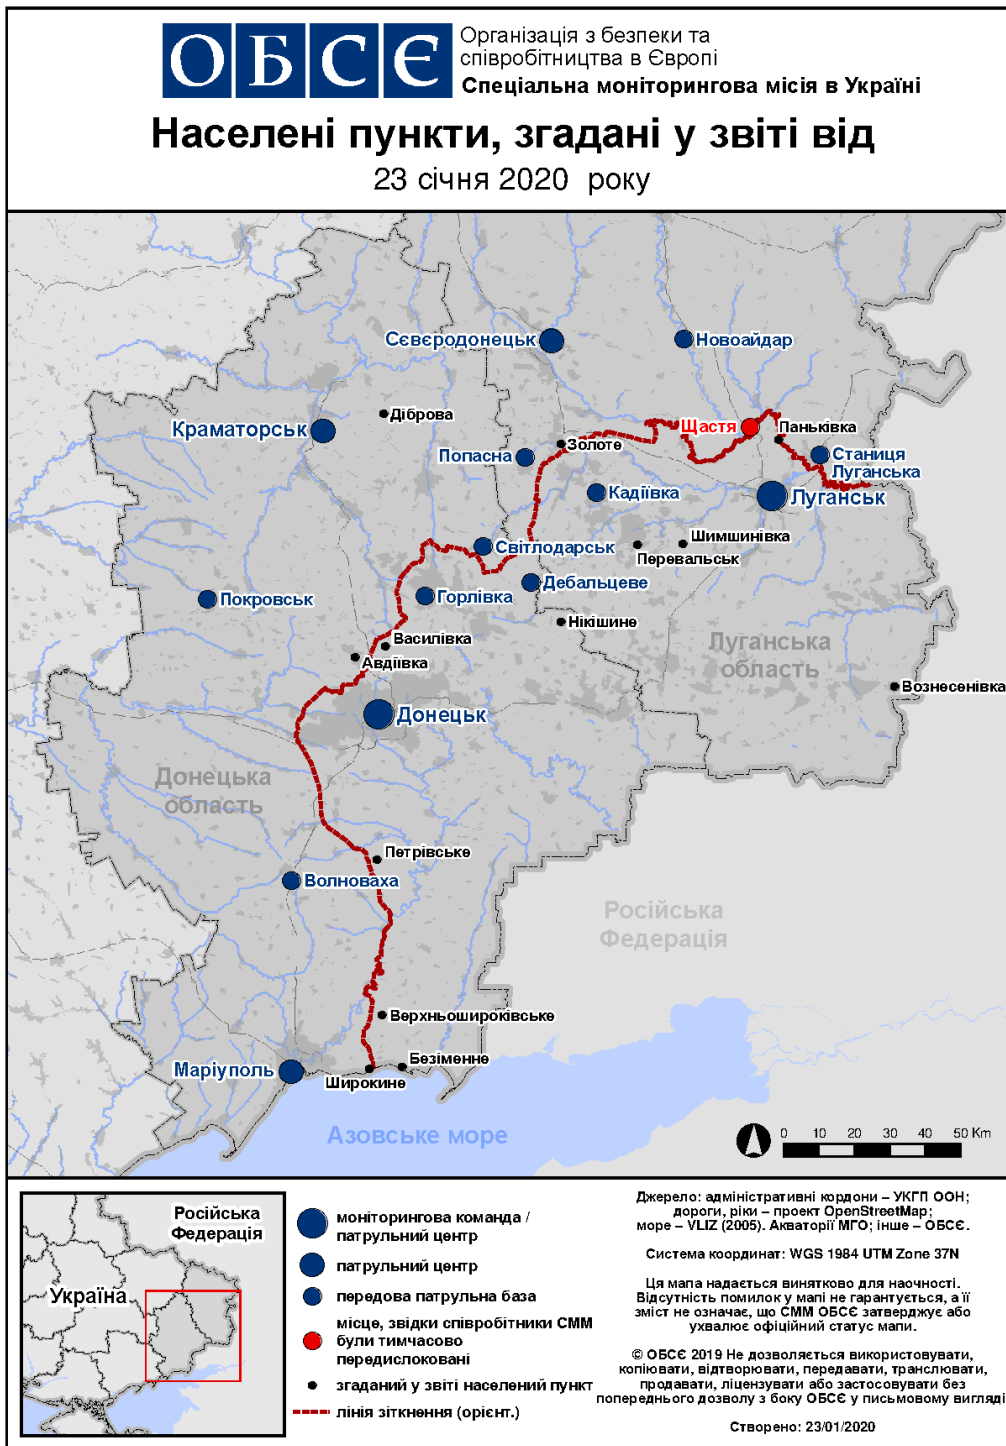 ОБСЄ
Організація з безпеки та
співробітництва в Європі
Спеціальна моніторингова місія в Україні
Населені пункти, згадані у звіті від
23 січня 2020 року
Сєвєродонецьк
Новоайдар
Діброва
Краматорськ
Щастя
Паньківка
Золоте
Попасна
Станиця
Луганська
Кадіївка
Луганськ
Шимшинівка
Світлодарськ
Перевальськ
Дебальцеве
Покровськ
Горлівка
Нікішине
Василівка
Авдіївка
Луганська
область
Вознесенівка
Донецьк
Донецька
область
Петрівське
Волноваха
Російська
Федерація
Верхньошироківське
Безіменне
Маріуполь
Широкине
Азовське море
0 10 20 30 40 50 Km
Російська
Федерація
Україна
моніторингова команда /
патрульний центр
патрульний центр
передова патрульна база
місце, звідки співробітники СММ
були тимчасово
передислоковані
згаданий у звіті населений пункт
лінія зіткнення (орієнт.)
Джерело: адміністративні кордони – УКГП ООН;
дороги, ріки – проект OpenStreetMap;
море – VLIZ (2005). Акваторії МГО; інше – ОБСЄ.
Система координат: WGS 1984 UTM Zone 37N
Ця мапа надається винятково для наочності.
Відсутність помилок у мапі не гарантується, а її
зміст не означає, що СММ ОБСЄ затверджує або
ухвалює офіційний статус мапи.
© ОБСЄ 2019 Не дозволяється використовувати,
копіювати, відтворювати, передавати, транслювати,
продавати, ліцензувати або застосовувати без
попереднього дозволу з боку ОБСЄ у письмовому вигляді
Створено: 23/01/2020